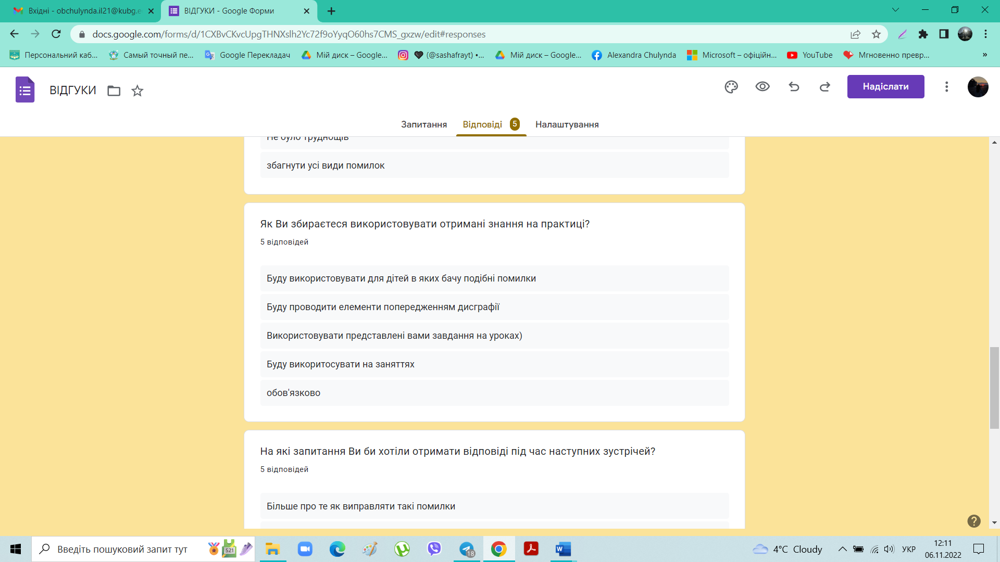 Вхідні - obchulynda.il21@kubg.e
ВІДГУКИ - Google Форми
docs.google.com/forms/d/1CXBvCKvcUpgTHNXslh2Yc72f9oYyqO60hs7CMS_gxzw/edit#responses
Персональний каб...
Самый точный пе...
Google Перекладач
Мій диск – Google...
(@sashafrayt) •...
Мій диск – Google...
Alexandra Chulynda
Microsoft – офіційн...
YouTube
Мгновенно превр...
»
ВІДГУКИ
Надіслати
Запитання
Відповіді 5
Налаштування
Не було труднощів
збагнути усі види помилок
Як Ви збираєтеся використовувати отримані знання на практиці?
5 відповідей
Буду використовувати для дітей в яких бачу подібні помилки
Буду проводити елементи попередженням дисграфії
Використовувати представлені вами завдання на уроках)
Буду викоритосувати на заняттях
обов'язково
На які запитання Ви би хотіли отримати відповіді під час наступних зустрічей?
5 відповідей
Більше про те як виправляти такі помилки
Введіть пошуковий запит тут
521
18
4°C Cloudy
УКР
12:11
06.11.2022